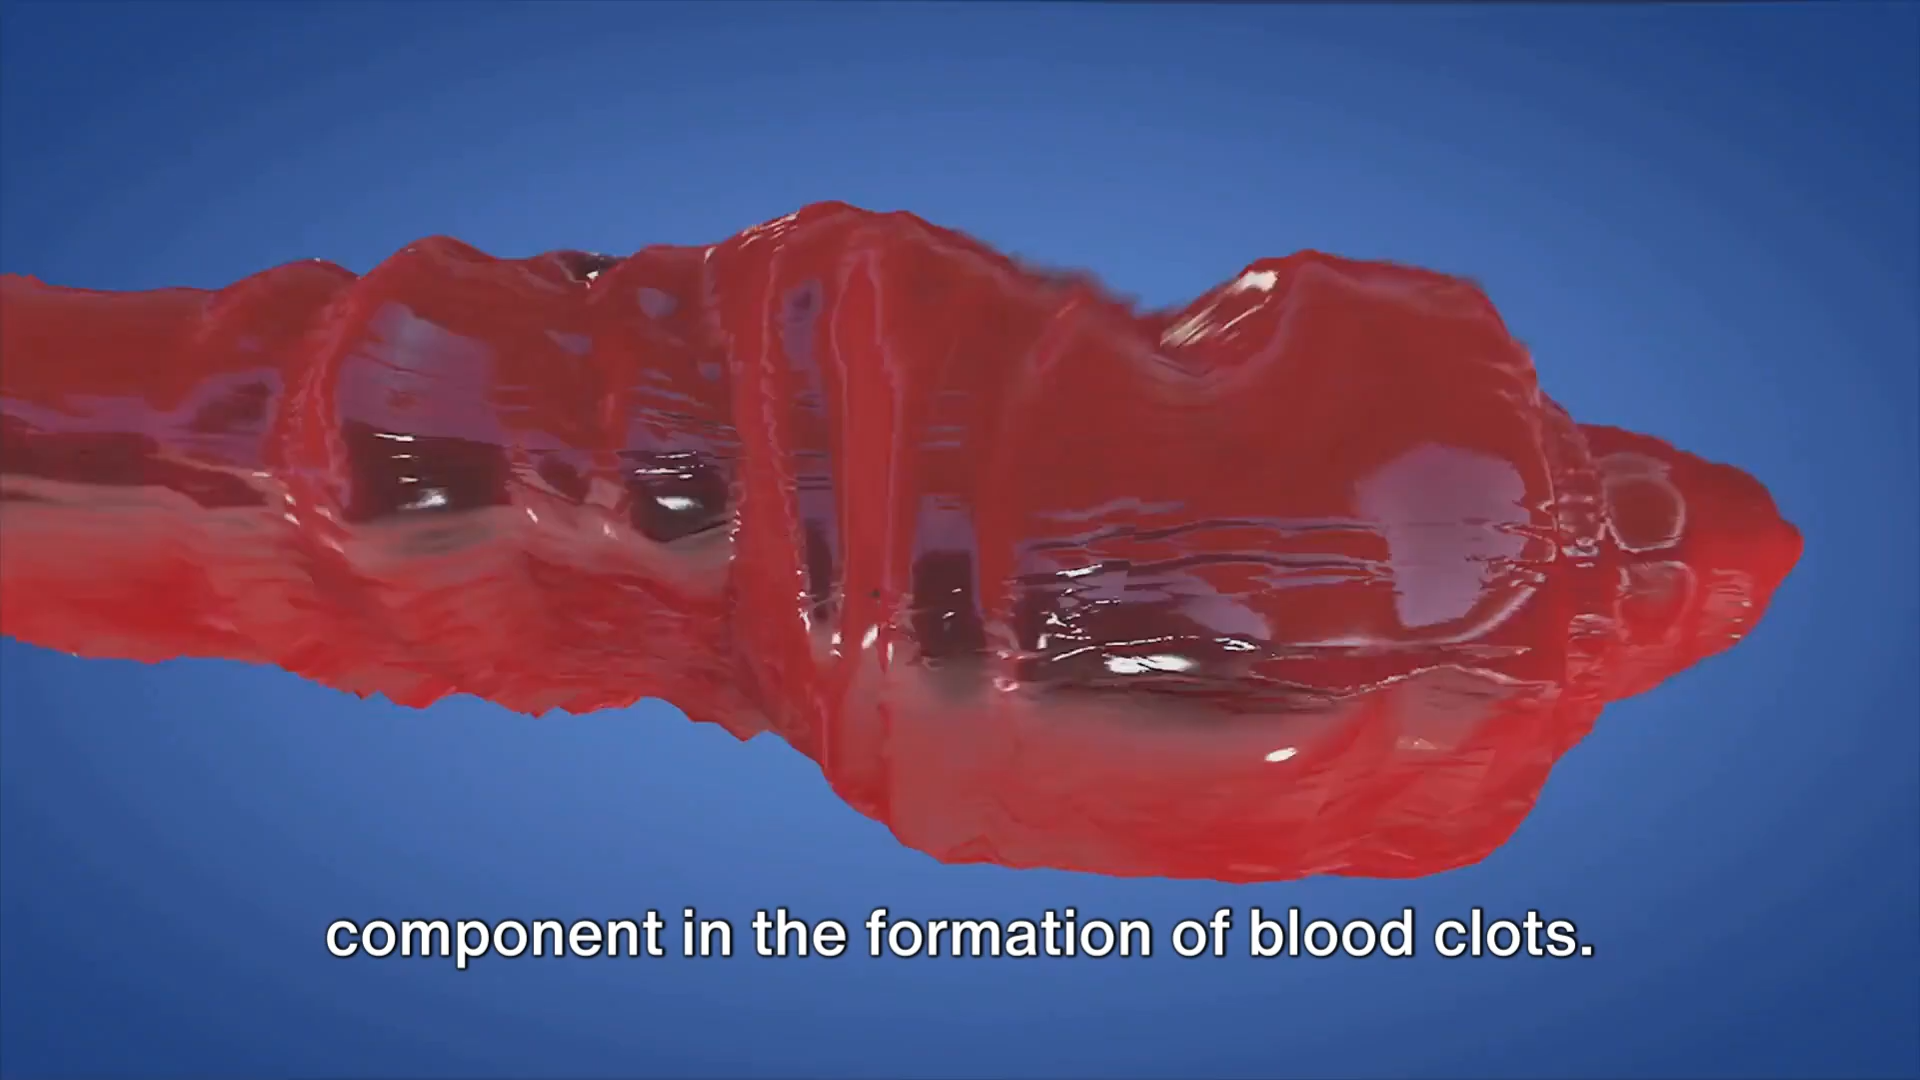 component in the formation of blood clots.